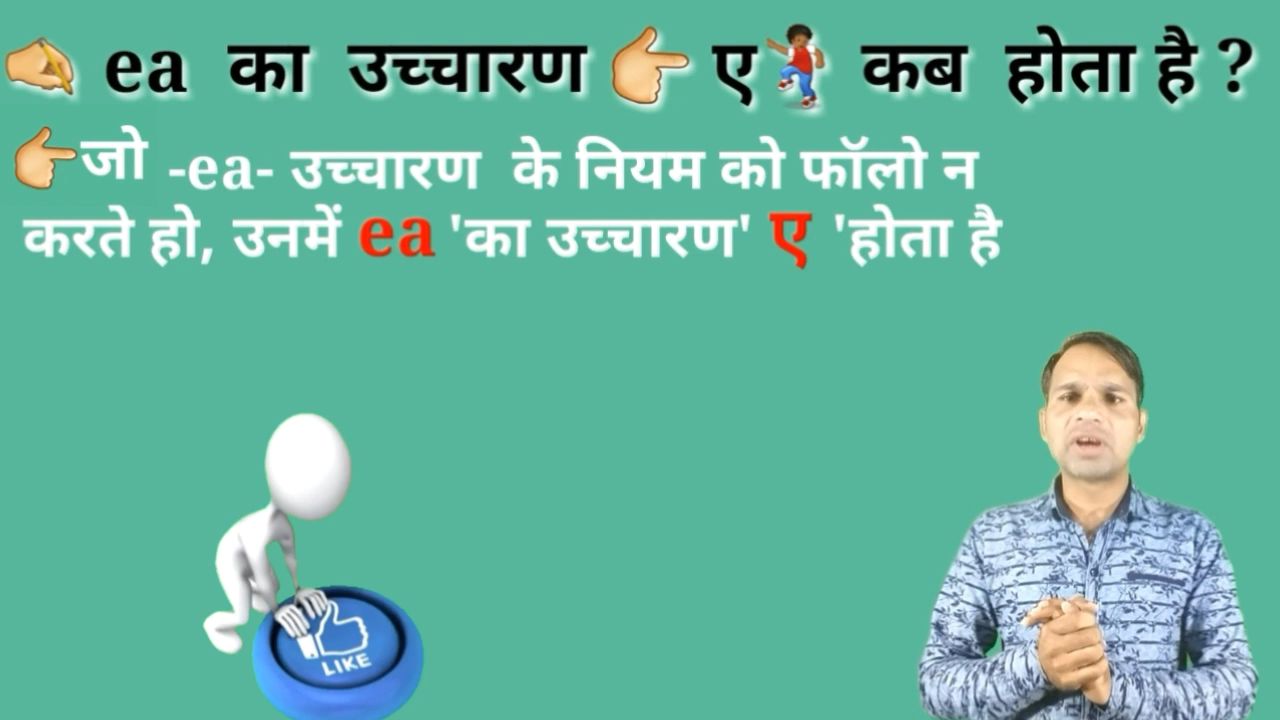 ea का उच्चारण ए कब होता है ?
जो -ea- उच्चारण के नियम को फॉलो न
करते हो, उनमें ea 'का उच्चारण' ए 'होता है
LIKE